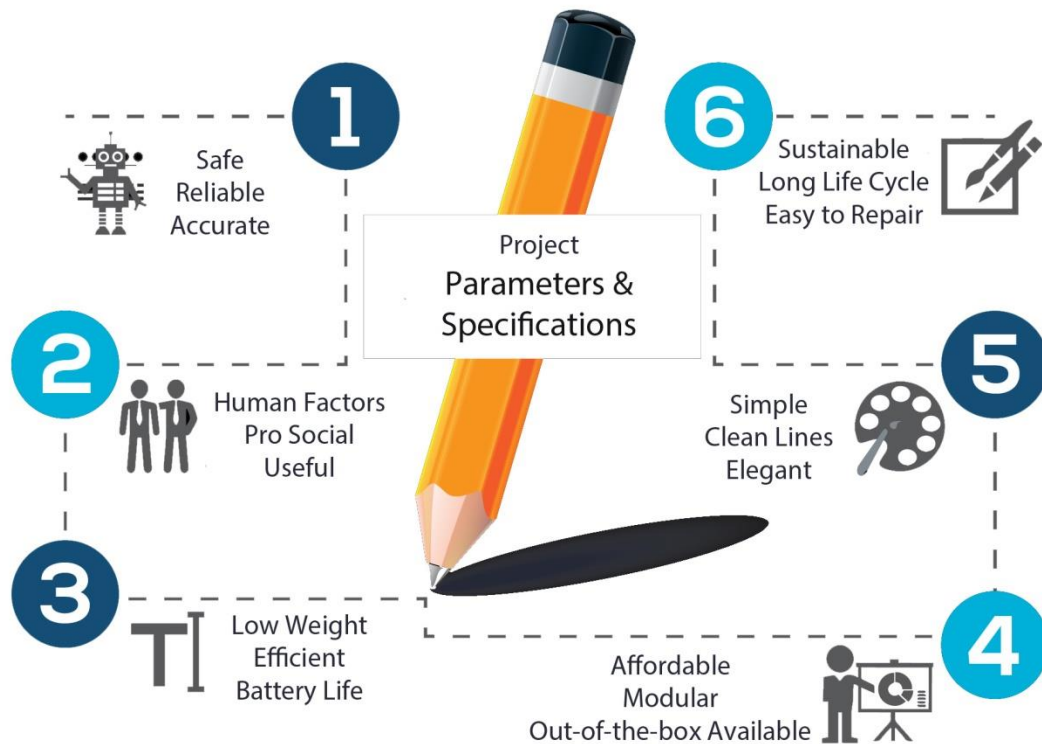 1
Safe
Reliable
Accurate
2
Human Factors
Pro Social
Useful
3
Low Weight
Efficient
Battery Life
Project
Parameters &
Specifications
6
Sustainable
Long Life Cycle
Easy to Repair
5
Simple
Clean Lines
Elegant
4
Affordable
Modular
Out-of-the-box Available